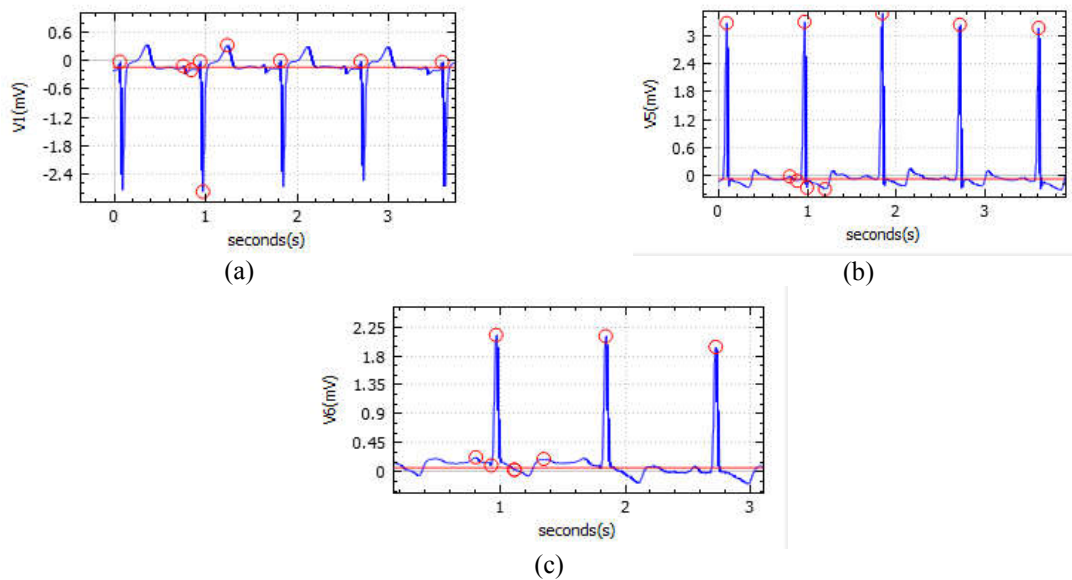 0.6
0
-0.6
-1.2
-1.8
-2.4
V1(mV)
0 1 2 3
seconds(s)
(a)
3
2.4
1.8
1.2
0.6
0
V5(mV)
0 1 2 3
seconds(s)
(b)
2.25
1.8
1.35
0.9
0.45
0
V6(mV)
1 2 3
seconds(s)
(c)